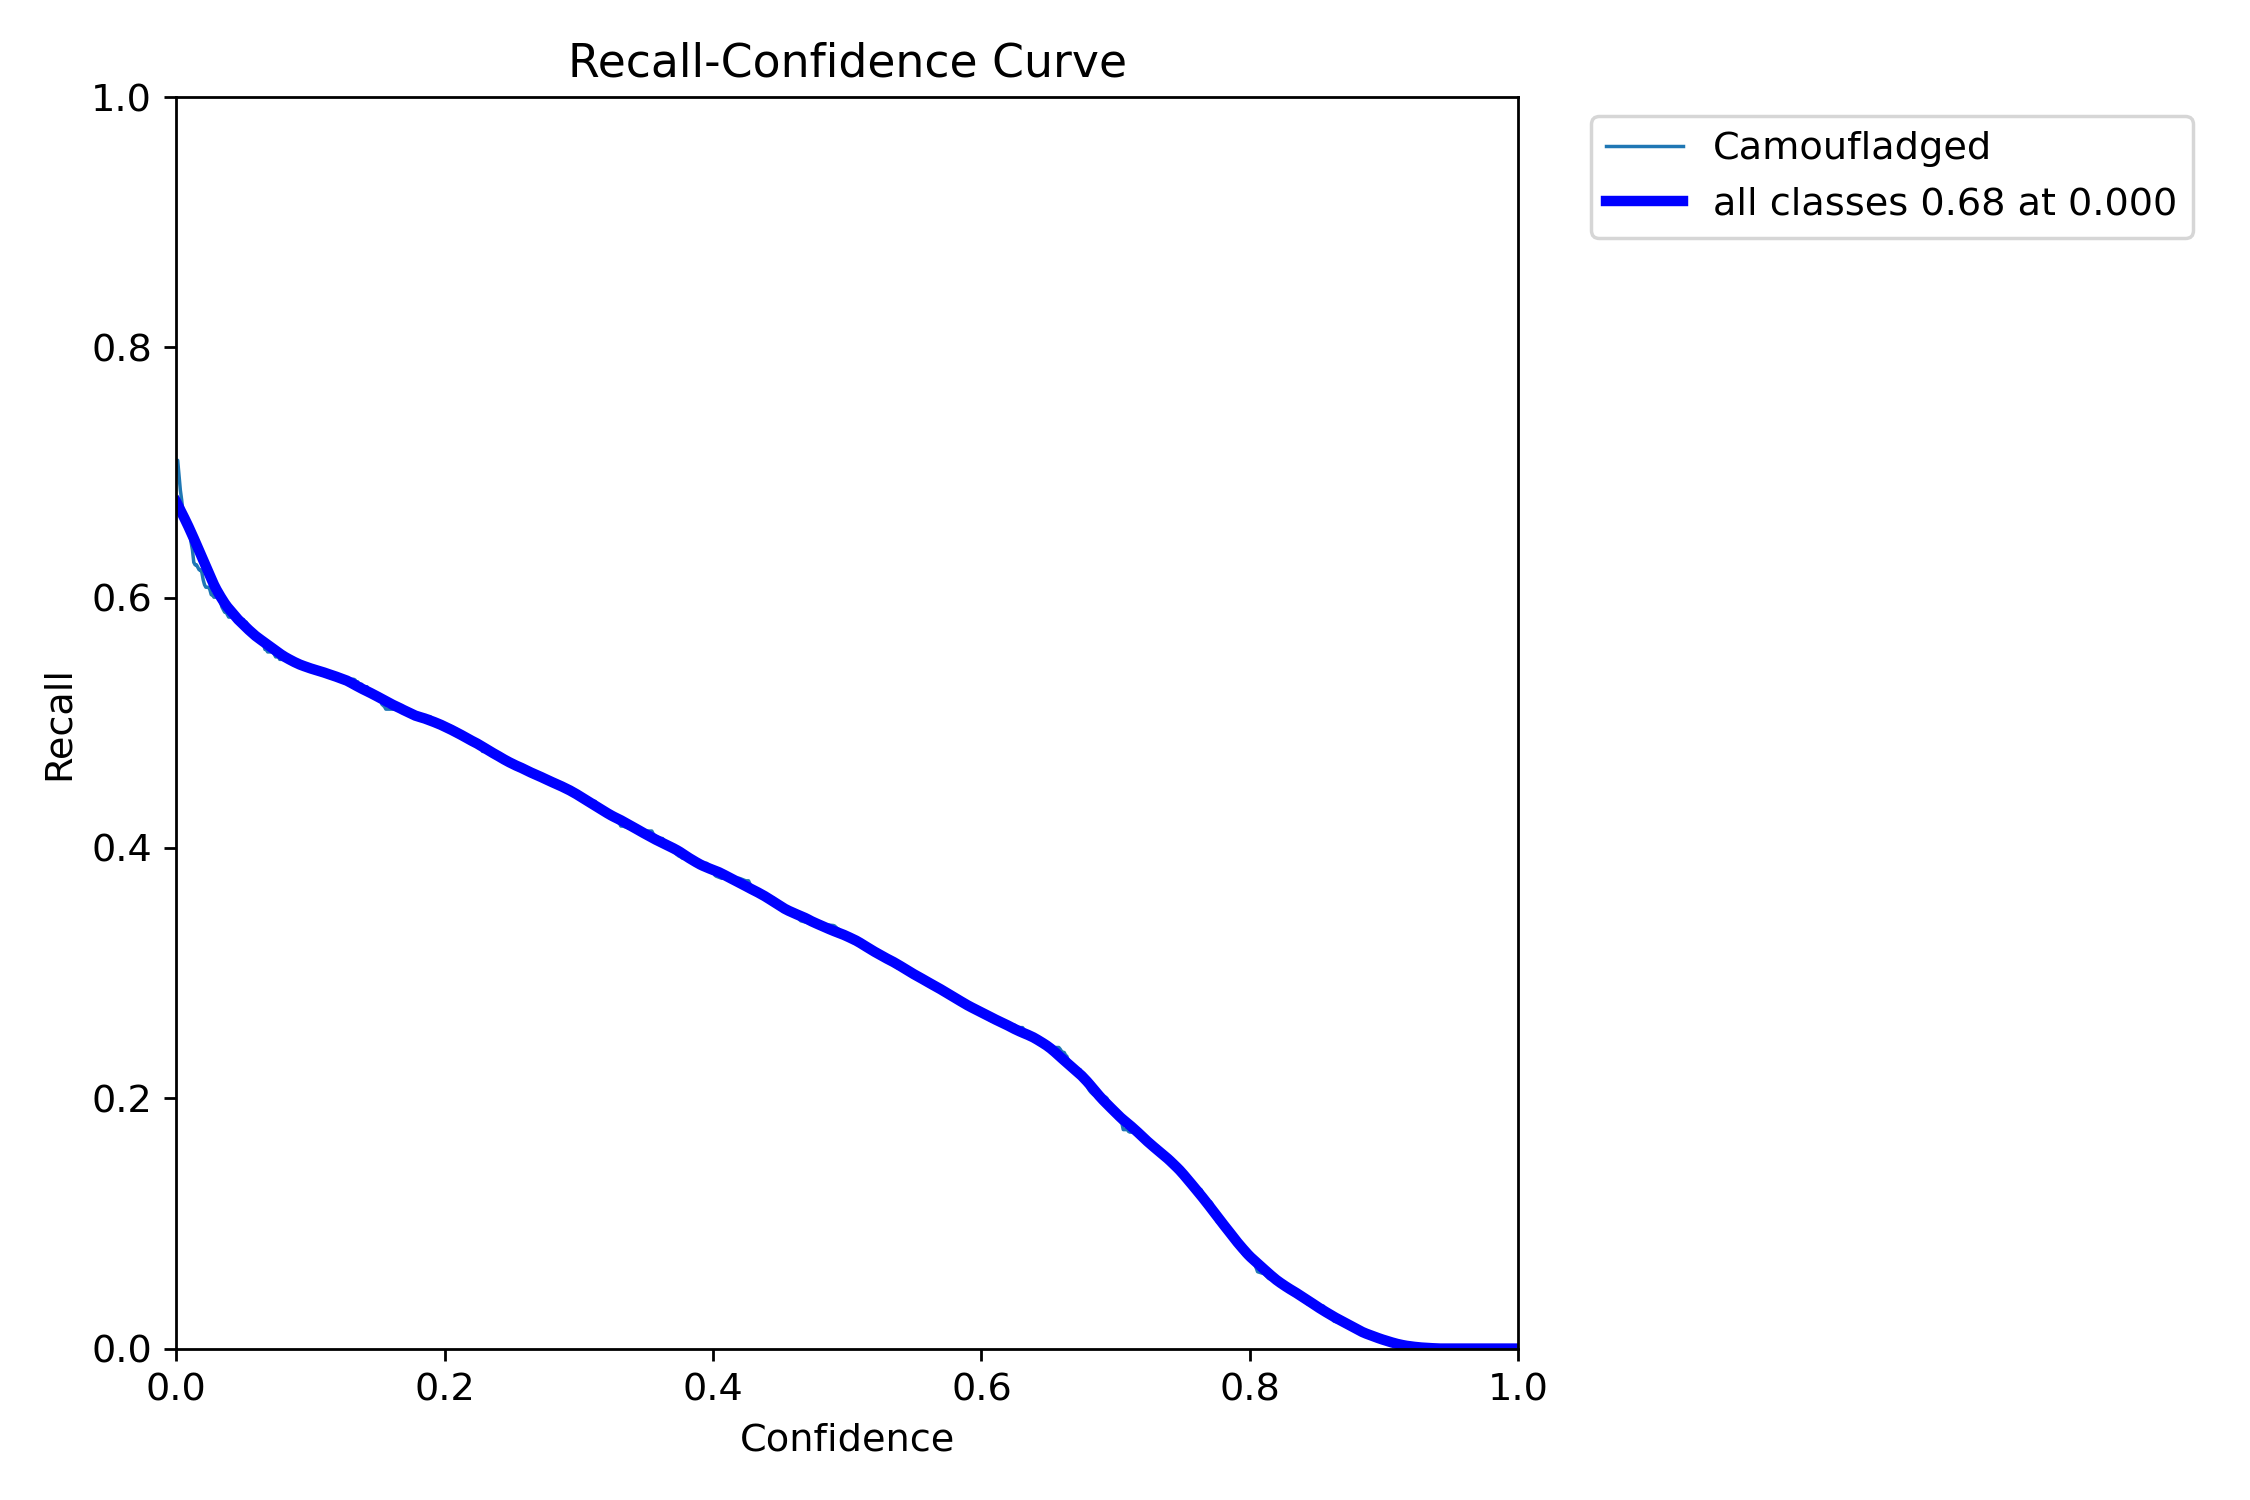 Recall-Confidence Curve
1.0
0.8
0.6
0.4
0.2
0.0
Recall
0.0 0.2 0.4 0.6 0.8 1.0
Confidence
Camoufladged
all classes 0.68 at 0.000